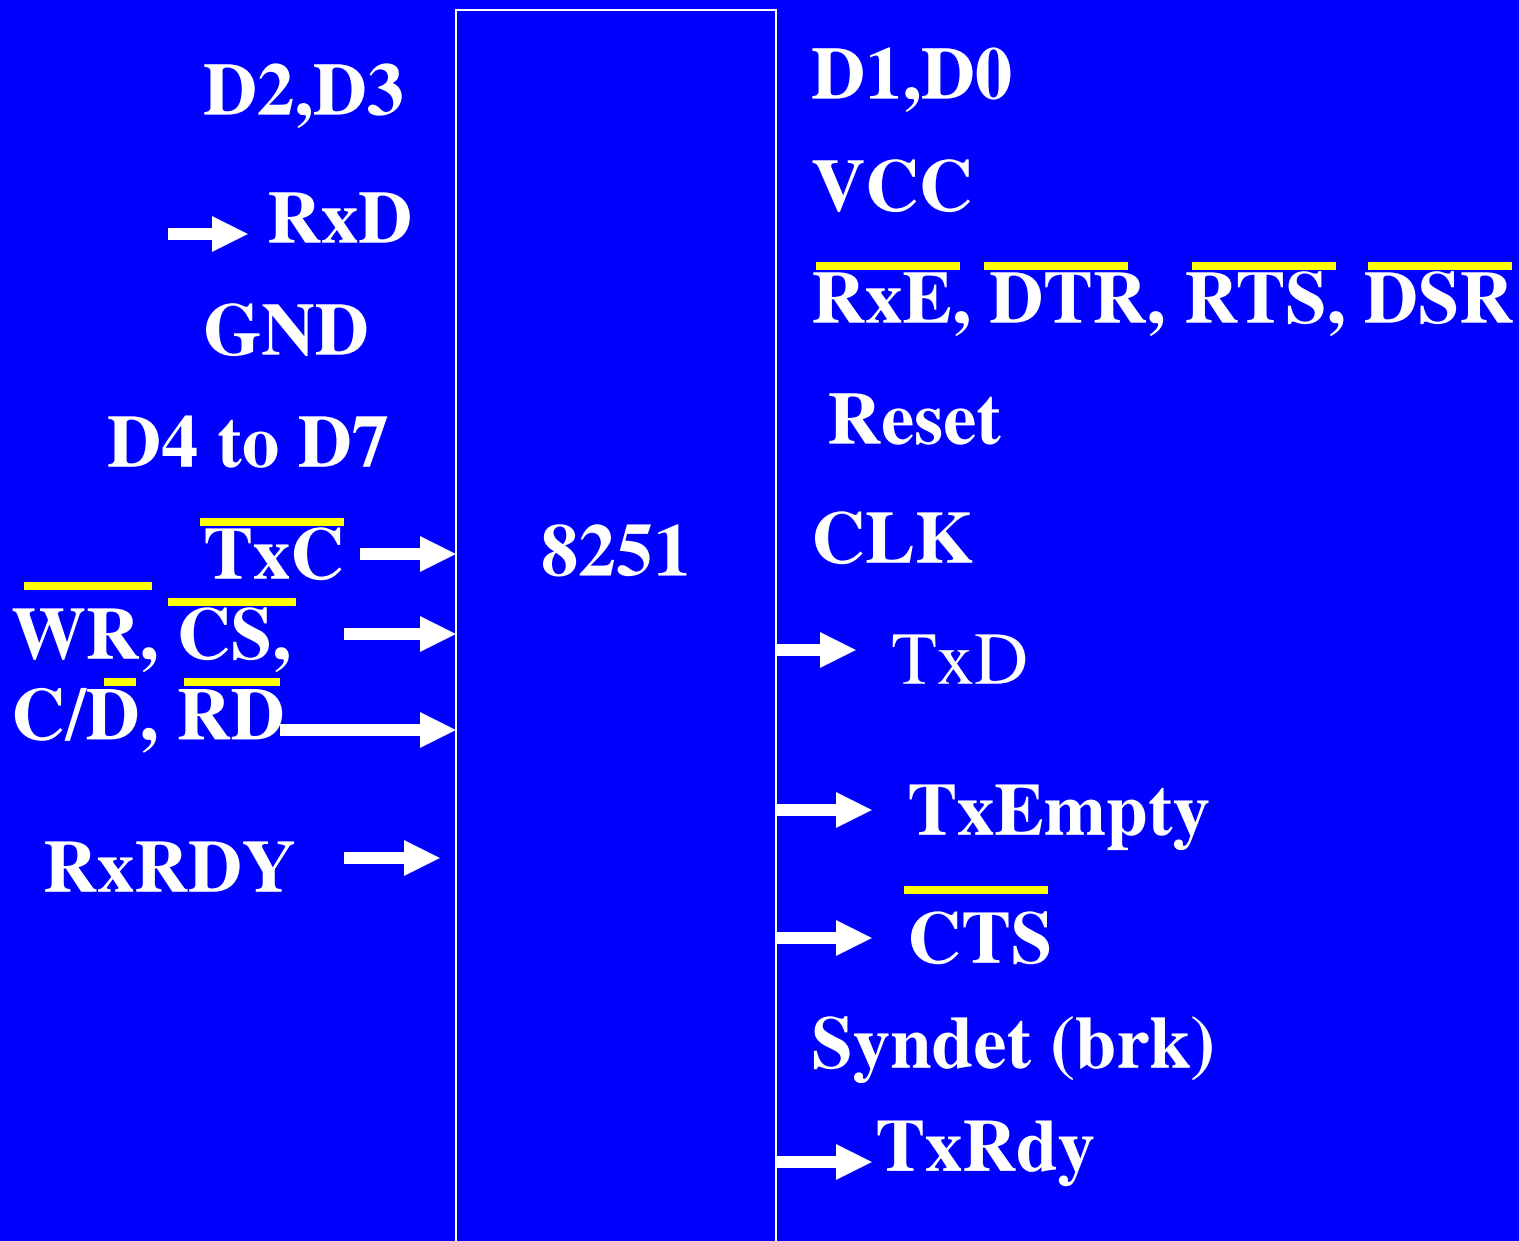 D2,D3
RxD
GND
D4 to D7
TxC
WR, CS,
C/D, RD
RxRDY
8251
D1,D0
VCC
RxE, DTR, RTS, DSR
Reset
CLK
TxD
TxEmpty
CTS
Syndet (brk)
TxRdy